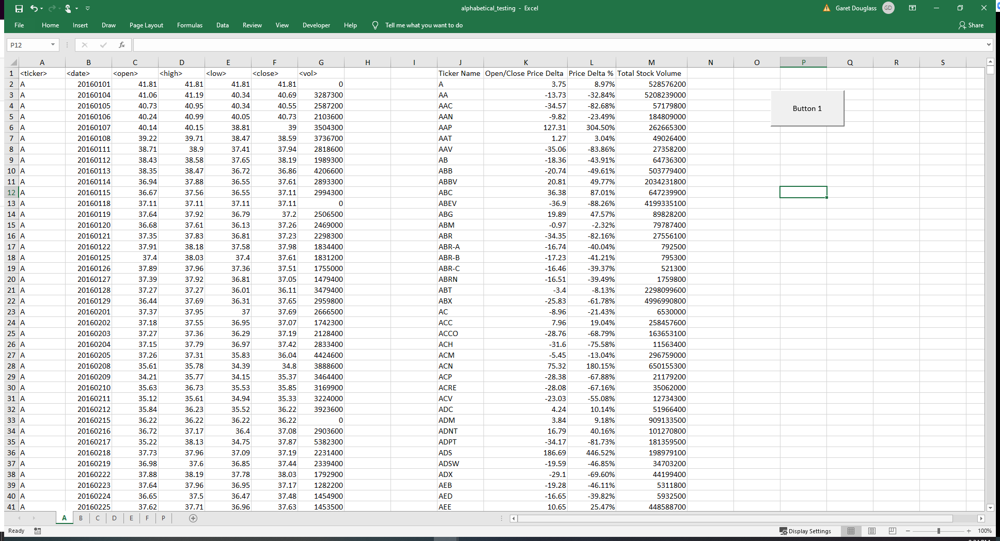 alphabetical_testing - Excel
Garet Douglass GD
File Home Insert Draw Page Layout Formulas Data Review View Developer Help Tell me what you want to do Share
P12 fx
A B C D E F G H I J K L M N O P Q R S
1 <ticker> <date> <open> <high> <low> <close> <vol> Ticker Name Open/Close Price Delta Price Delta % Total Stock Volume
2 A 20160101 41.81 41.81 41.81 41.81 0 A 3.75 8.97% 528576200
3 A 20160104 41.06 41.19 40.34 40.69 3287300 AA -13.73 -32.84% 5208239000
4 A 20160105 40.73 40.95 40.34 40.55 2587200 AAC -34.57 -82.68% 57179800
Button 1
5 A 20160106 40.24 40.99 40.05 40.73 2103600 AAN -9.82 -23.49% 184809000
6 A 20160107 40.14 40.15 38.81 39 3504300 AAP 127.31 304.50% 262665300
7 A 20160108 39.22 39.71 38.47 38.59 3736700 AAT 1.27 3.04% 49026400
8 A 20160111 38.71 38.9 37.41 37.94 2818600 AAV -35.06 -83.86% 27358200
9 A 20160112 38.43 38.58 37.65 38.19 1989300 AB -18.36 -43.91% 64736300
10 A 20160113 38.35 38.47 36.72 36.86 4206600 ABB -20.74 -49.61% 503779400
11 A 20160114 36.94 37.88 36.55 37.61 2893300 ABBV 20.81 49.77% 2034231800
12 A 20160115 36.67 37.56 36.55 37.11 2994300 ABC 36.38 87.01% 647239900
13 A 20160118 37.11 37.11 37.11 37.11 0 ABEV -36.9 -88.26% 4199335100
14 A 20160119 37.64 37.92 36.79 37.2 2506500 ABG 19.89 47.57% 89828200
15 A 20160120 36.68 37.61 36.13 37.26 2469000 ABM -0.97 -2.32% 79787400
16 A 20160121 37.35 37.83 36.81 37.23 2298300 ABR -34.35 -82.16% 27556100
17 A 20160122 37.91 38.18 37.58 37.98 1834400 ABR-A -16.74 -40.04% 792500
18 A 20160125 37.4 38.03 37.4 37.61 1831200 ABR-B -17.23 -41.21% 795300
19 A 20160126 37.89 37.96 37.36 37.51 1755000 ABR-C -16.46 -39.37% 521300
20 A 20160127 37.39 37.92 36.81 37.05 1479400 ABRN -16.51 -39.49% 1759800
21 A 20160128 37.27 37.27 36.01 36.11 3479400 ABT -3.4 -8.13% 2298099600
22 A 20160129 36.44 37.69 36.31 37.65 2959800 ABX -25.83 -61.78% 4996990800
23 A 20160201 37.37 37.95 37 37.69 2666500 AC -8.96 -21.43% 6530000
24 A 20160202 37.18 37.55 36.95 37.07 1742300 ACC 7.96 19.04% 258457600
25 A 20160203 37.27 37.36 36.29 37.19 2128400 ACCO -28.76 -68.79% 163653100
26 A 20160204 37.15 37.79 36.97 37.42 2833400 ACH -31.6 -75.58% 11563400
27 A 20160205 37.26 37.31 35.83 36.04 4424600 ACM -5.45 -13.04% 296759000
28 A 20160208 35.61 35.78 34.39 34.8 3888600 ACN 75.32 180.15% 650155300
29 A 20160209 34.21 35.77 34.15 35.37 3464400 ACP -28.38 -67.88% 21179200
30 A 20160210 35.63 36.73 35.53 35.85 3169900 ACRE -28.08 -67.16% 35062000
31 A 20160211 35.12 35.61 34.94 35.33 3224000 ACV -23.03 -55.08% 12734300
32 A 20160212 35.84 36.23 35.52 36.22 3923600 ADC 4.24 10.14% 51966400
33 A 20160215 36.22 36.22 36.22 36.22 0 ADM 3.84 9.18% 909133500
34 A 20160216 36.72 37.17 36.4 37.08 2903600 ADNT 16.79 40.16% 101270800
35 A 20160217 35.22 38.13 34.75 37.87 5382300 ADPT -34.17 -81.73% 181359500
36 A 20160218 37.73 37.96 37.09 37.19 2231400 ADS 186.69 446.52% 198979100
37 A 20160219 36.98 37.6 36.85 37.44 2339400 ADSW -19.59 -46.85% 34703200
38 A 20160222 37.88 38.19 37.78 38.03 1792900 ADX -29.1 -69.60% 44199400
39 A 20160223 37.64 37.96 36.95 37.17 1282200 AEB -19.28 -46.11% 5311800
40 A 20160224 36.65 37.5 36.47 37.48 1454900 AED -16.65 -39.82% 5932500
41 A 20160225 37.62 37.71 36.96 37.63 1453500 AEE 10.65 25.47% 448588700
A B C D E F P
Ready Display Settings 100%